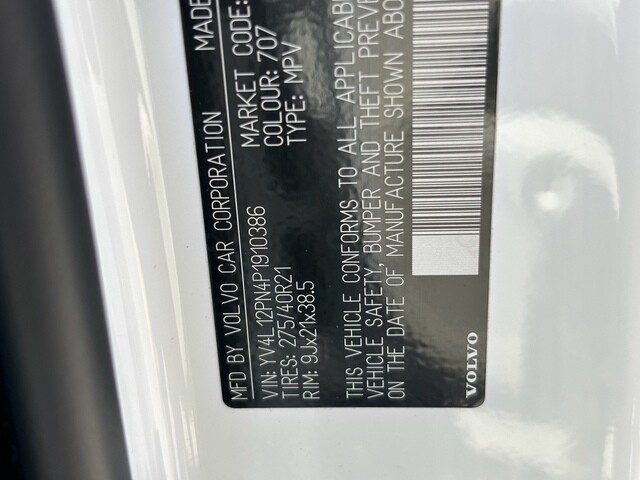 MFD BY VOLVO CAR CORPORATION MADE
VIN: YV4L12PN4P1910386 MARKET CODE:
TIRES: 275/40R21 COLOUR: 707
RIM: 9Jx21x38.5 TYPE: MPV
THIS VEHICLE CONFORMS TO ALL APPLICAB
VEHICLE SAFETY, BUMPER AND THEFT PREVE
ON THE DATE OF MANUFACTURE SHOWN ABO
VOLVO